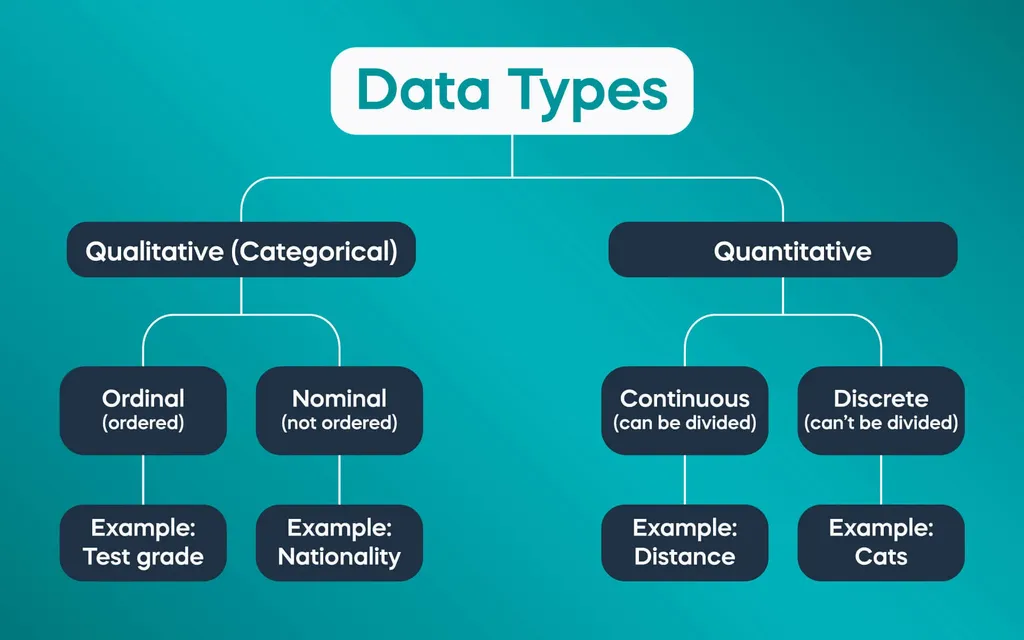 Data Types
Qualitative (Categorical)
Quantitative
Ordinal
(ordered)
Nominal
(not ordered)
Continuous
(can be divided)
Discrete
(can't be divided)
Example:
Test grade
Example:
Nationality
Example:
Distance
Example:
Cats